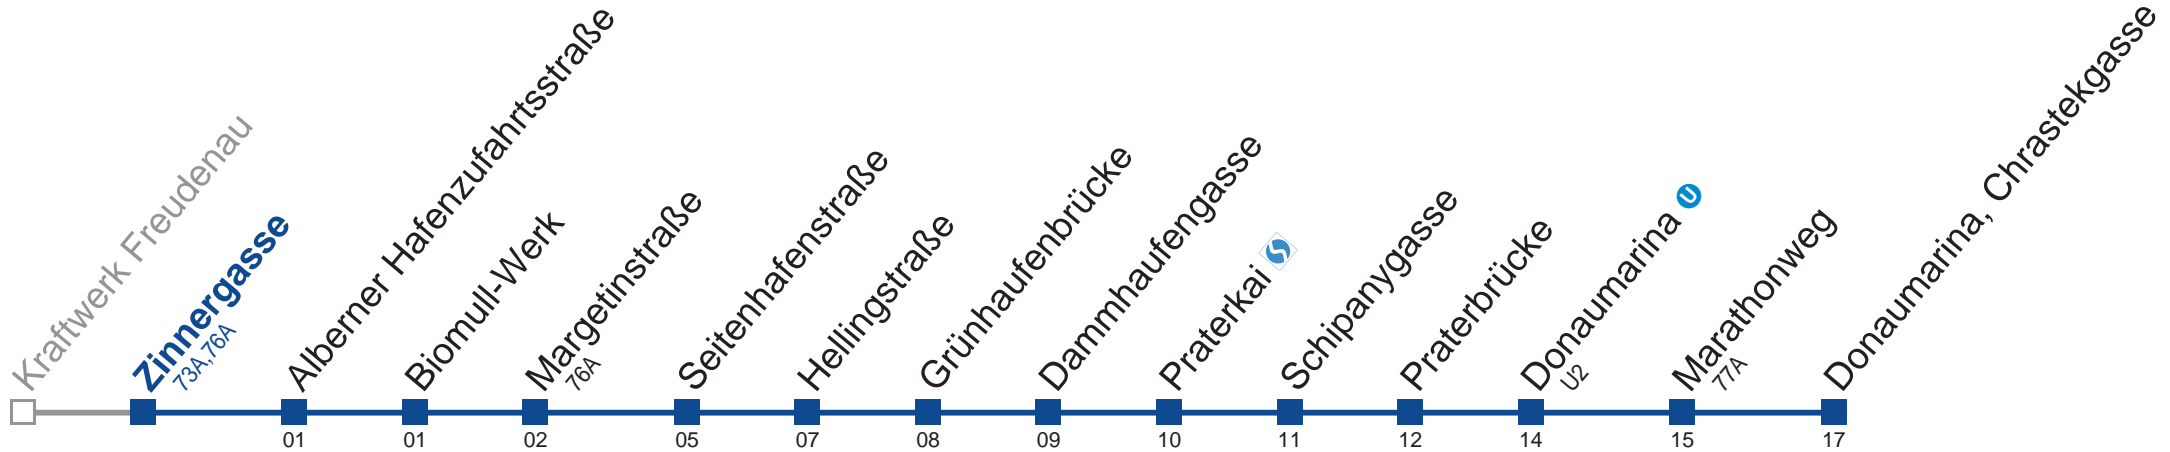 Kraftwerk Freudenau
Zinnergasse
73A,76A
Alberner Hafenzufahrtsstraße
Biomull-Werk
Margetinstraße
76A
Seitenhafenstraße
Hellingstraße
Grünhaufenbrücke
Dammhaufengasse
Praterkai
Schipanygasse
Praterbrücke
Donaumarina U
U2
Marathonweg
77A
Donaumarina, Chrastekgasse
01 01 02 05 07 08 09 10 11 12 14 15 17